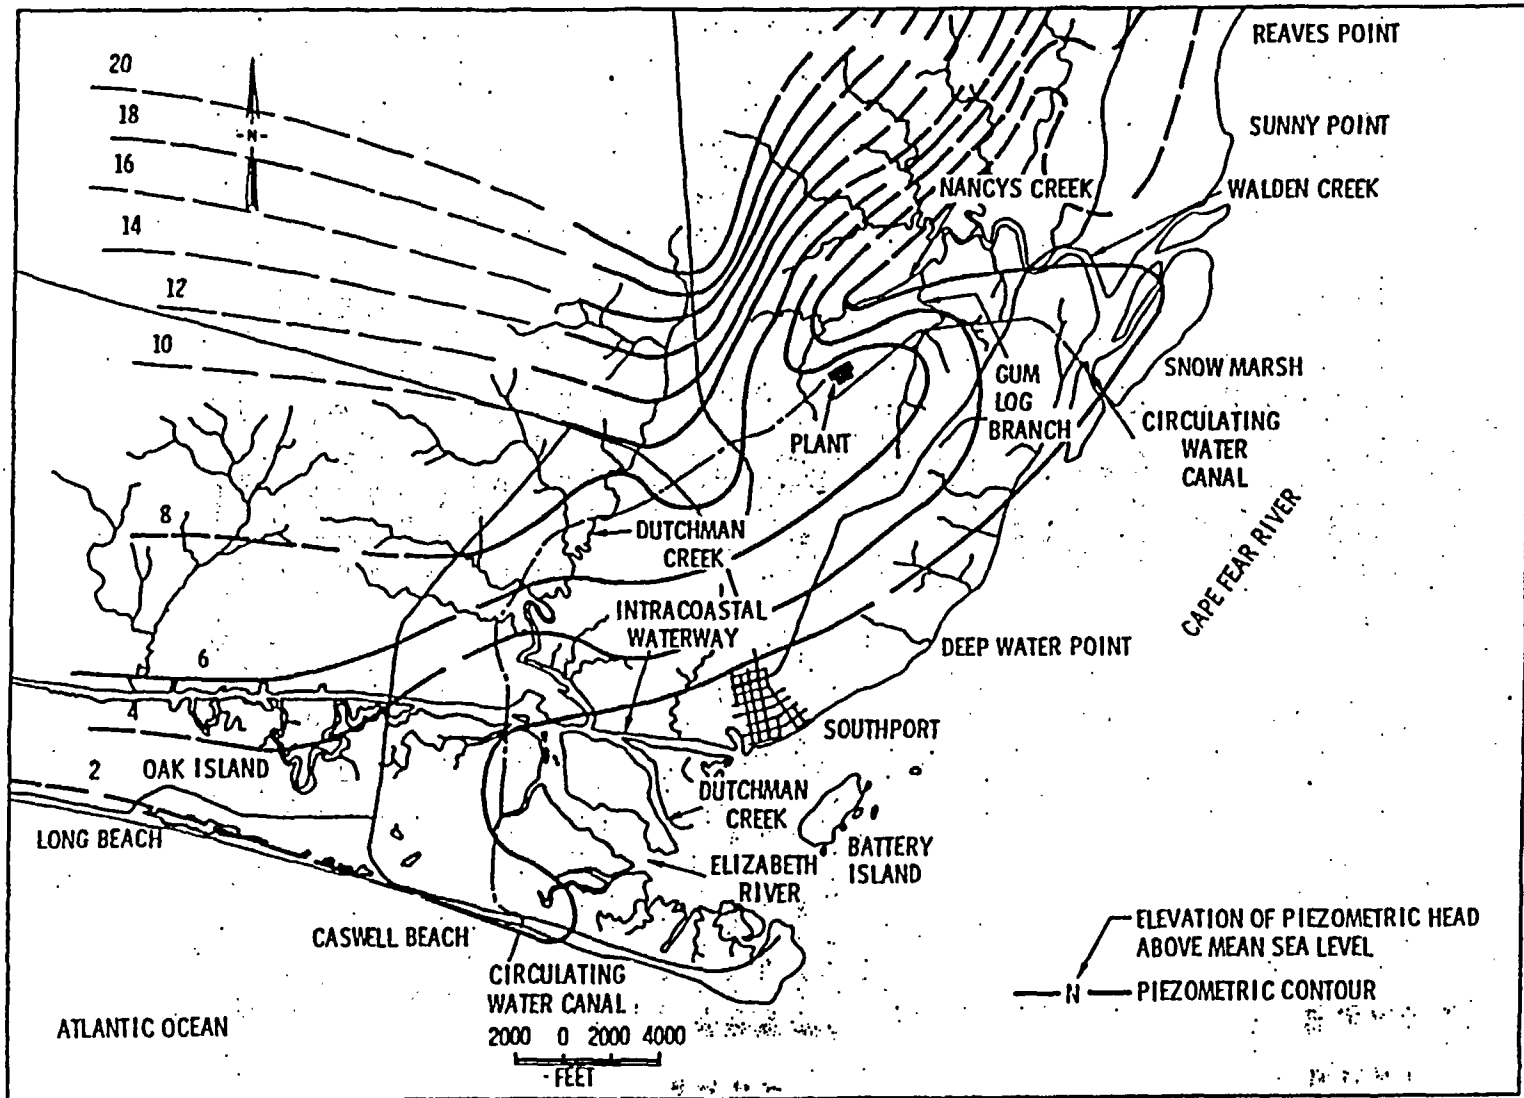 REAVES POINT
20
18
-N-
SUNNY POINT
16
NANCYS CREEK
WALDEN CREEK
14
12
10
SNOW MARSH
GUM
LOG
BRANCH
PLANT
CIRCULATING
WATER
CANAL
8
DUTCHMAN
CREEK
CAPE FEAR RIVER
INTRACOASTAL
WATERWAY
DEEP WATER POINT
6
4
SOUTHPORT
OAK ISLAND
2
DUTCHMAN
CREEK
LONG BEACH
BATTERY
ISLAND
ELIZABETH
RIVER
CASWELL BEACH
ELEVATION OF PIEZOMETRIC HEAD
ABOVE MEAN SEA LEVEL
CIRCULATING
WATER CANAL
N
PIEZOMETRIC CONTOUR
ATLANTIC OCEAN
2000 0 2000 4000
FEET